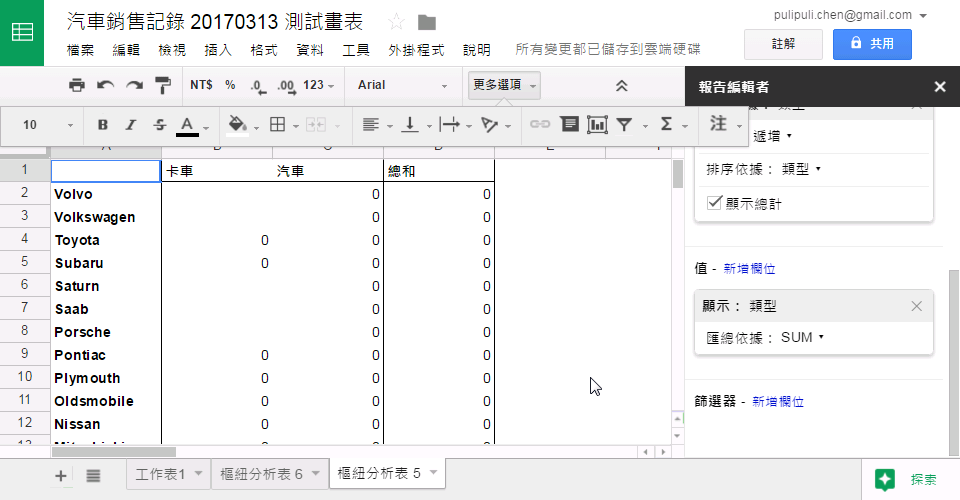 汽車銷售記錄 20170313 測試畫表
pulipuli.chen@gmail.com
檔案 編輯 檢視 插入 格式 資料 工具 外掛程式 說明 所有變更都已儲存到雲端硬碟
註解 共用
NT$ % .0 .00 123 Arial 更多選項
報告編輯者
10 B I S A Σ 注
遞增
排序依據： 類型
顯示總計
值 - 新增欄位
顯示： 類型
匯總依據： SUM
篩選器 - 新增欄位
1 卡車 汽車 總和
2 Volvo 0 0
3 Volkswagen 0 0
4 Toyota 0 0 0
5 Subaru 0 0 0
6 Saturn 0 0
7 Saab 0 0
8 Porsche 0 0
9 Pontiac 0 0 0
10 Plymouth 0 0 0
11 Oldsmobile 0 0 0
12 Nissan 0 0 0
工作表1 樞紐分析表 6 樞紐分析表 5
探索